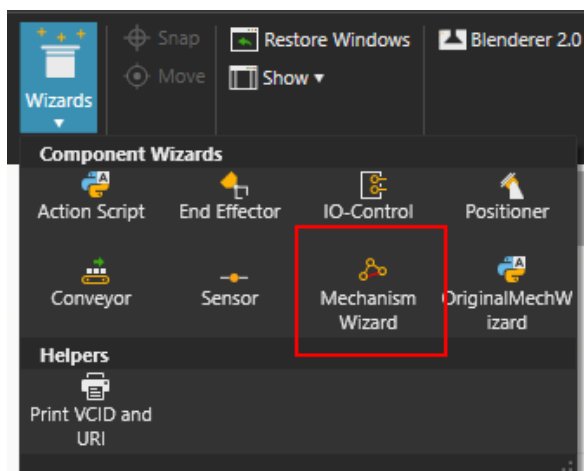 Snap
Restore Windows
Blenderer 2.0
Move
Show
Wizards
Component Wizards
Action Script
End Effector
IO-Control
Positioner
Conveyor
Sensor
Mechanism
Wizard
OriginalMechW
izard
Helpers
Print VCID and
URI